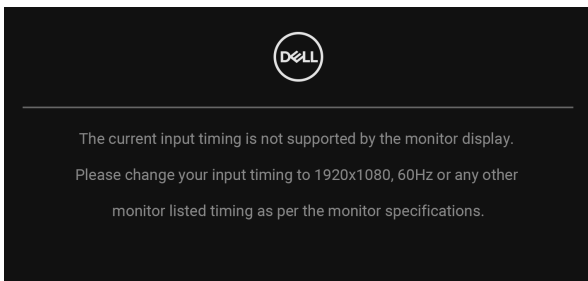 DELL
The current input timing is not supported by the monitor display.
Please change your input timing to 1920x1080, 60Hz or any other
monitor listed timing as per the monitor specifications.